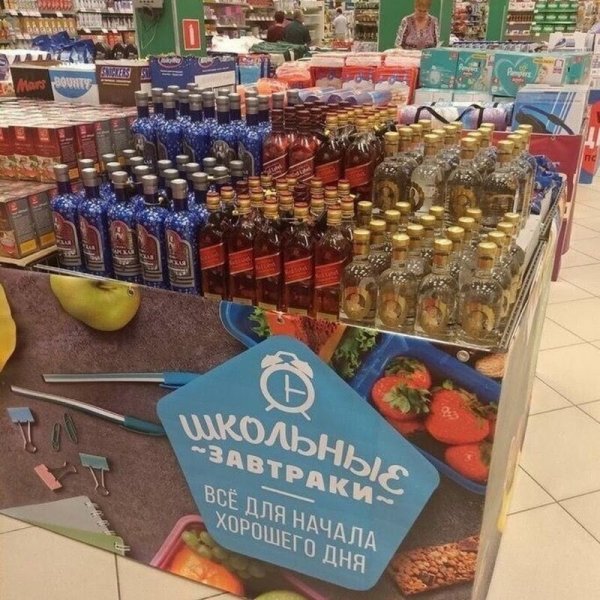 Mars
BOUNTY
SNICKERS
Pampers
ШКОЛЬНЫЕ
~ЗАВТРАКИ~
ВСЁ ДЛЯ НАЧАЛА
ХОРОШЕГО ДНЯ